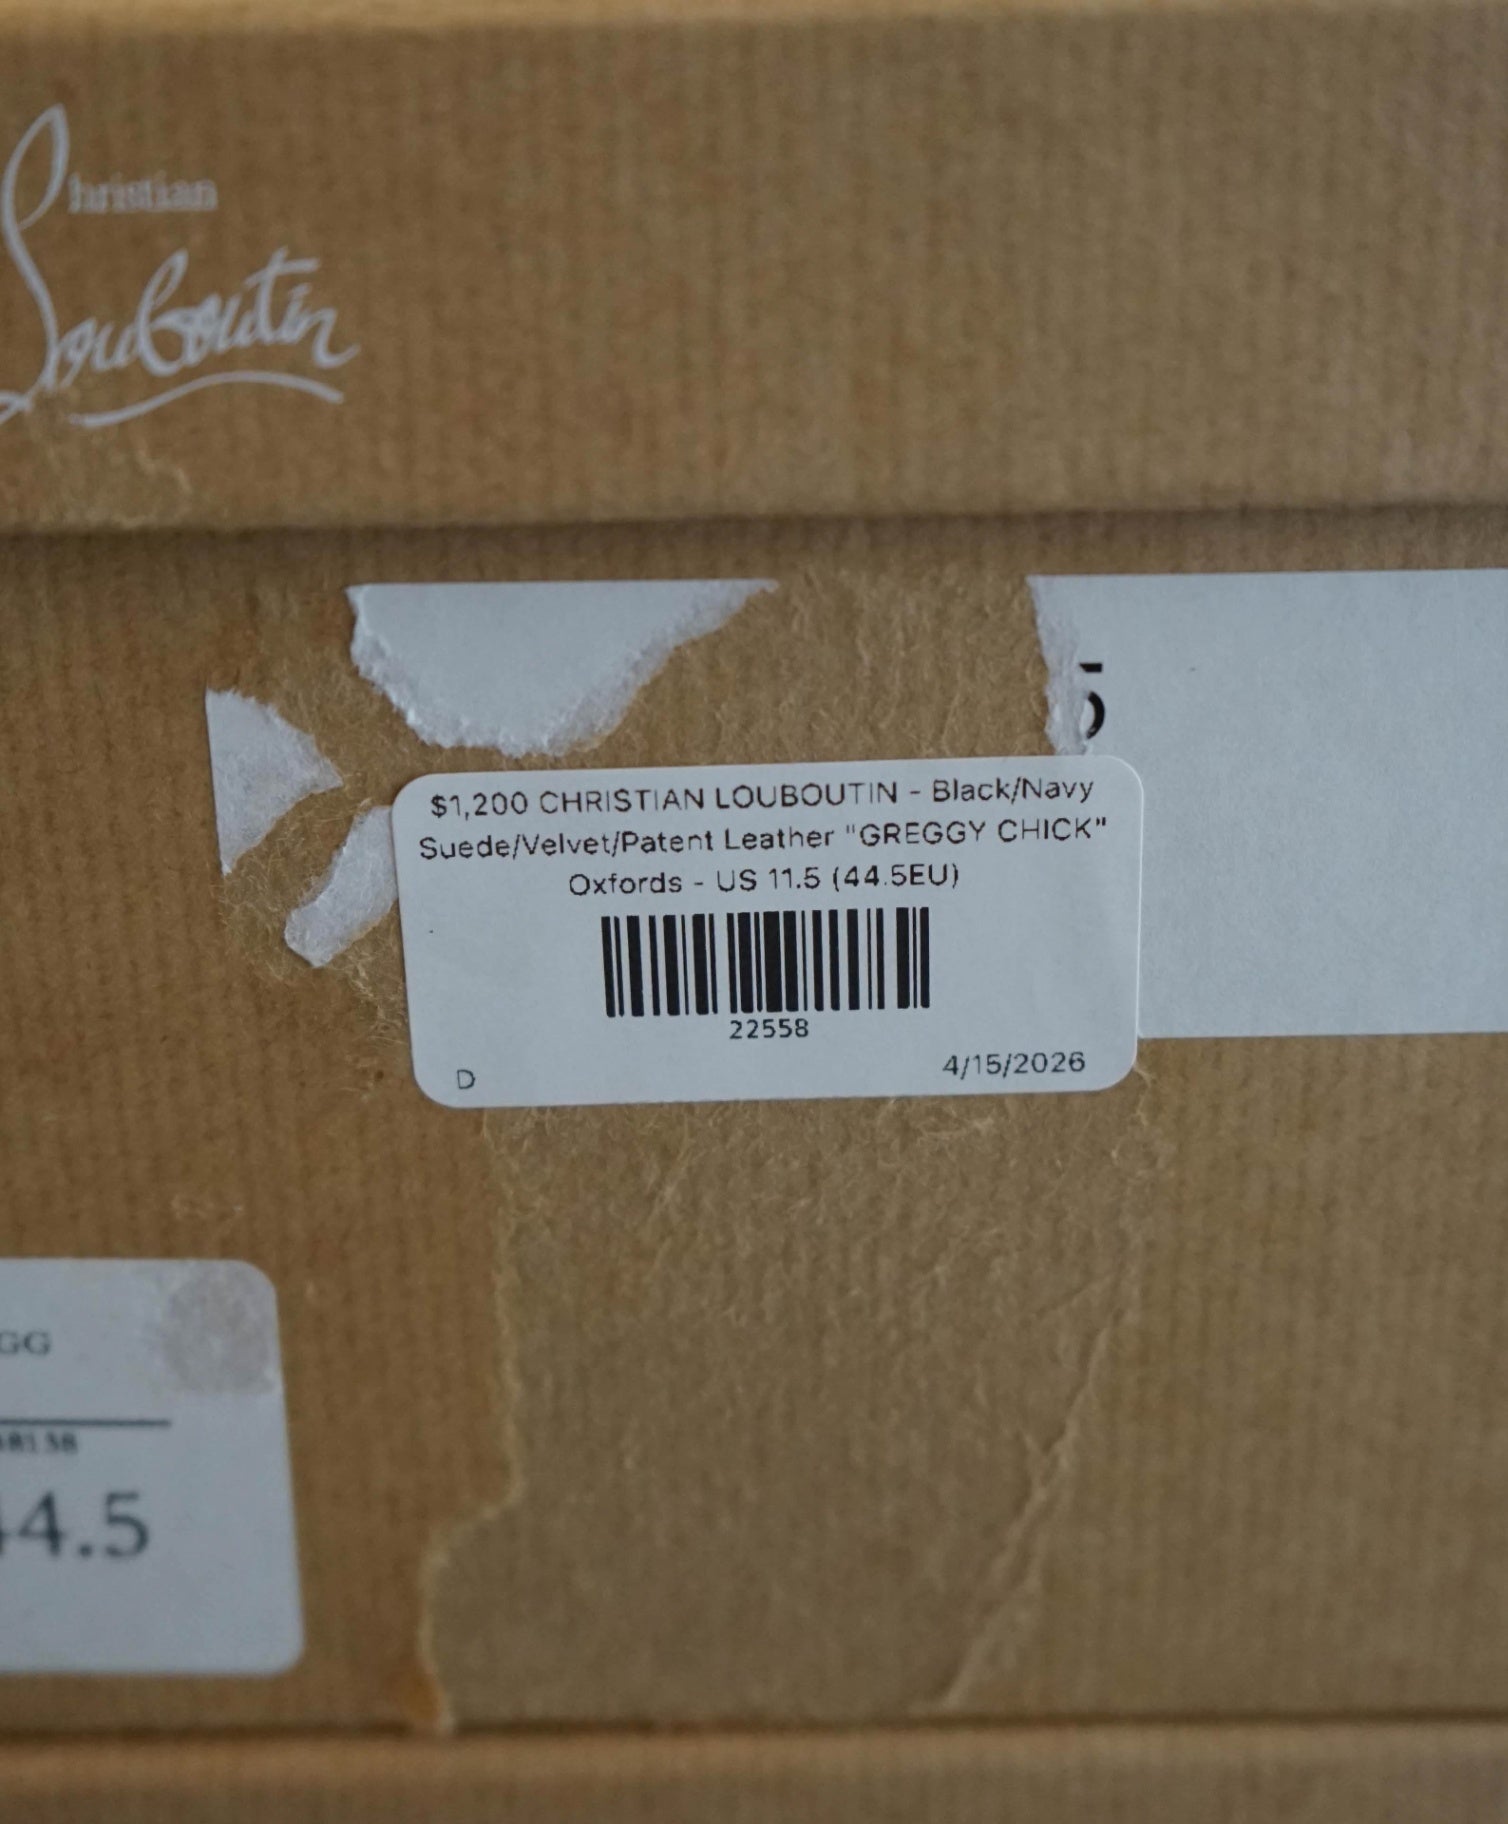 Christian
Louboutin
$1,200 CHRISTIAN LOUBOUTIN - Black/Navy
Suede/Velvet/Patent Leather "GREGGY CHICK"
Oxfords - US 11.5 (44.5EU)
22558
D
4/15/2026
GG
44.5